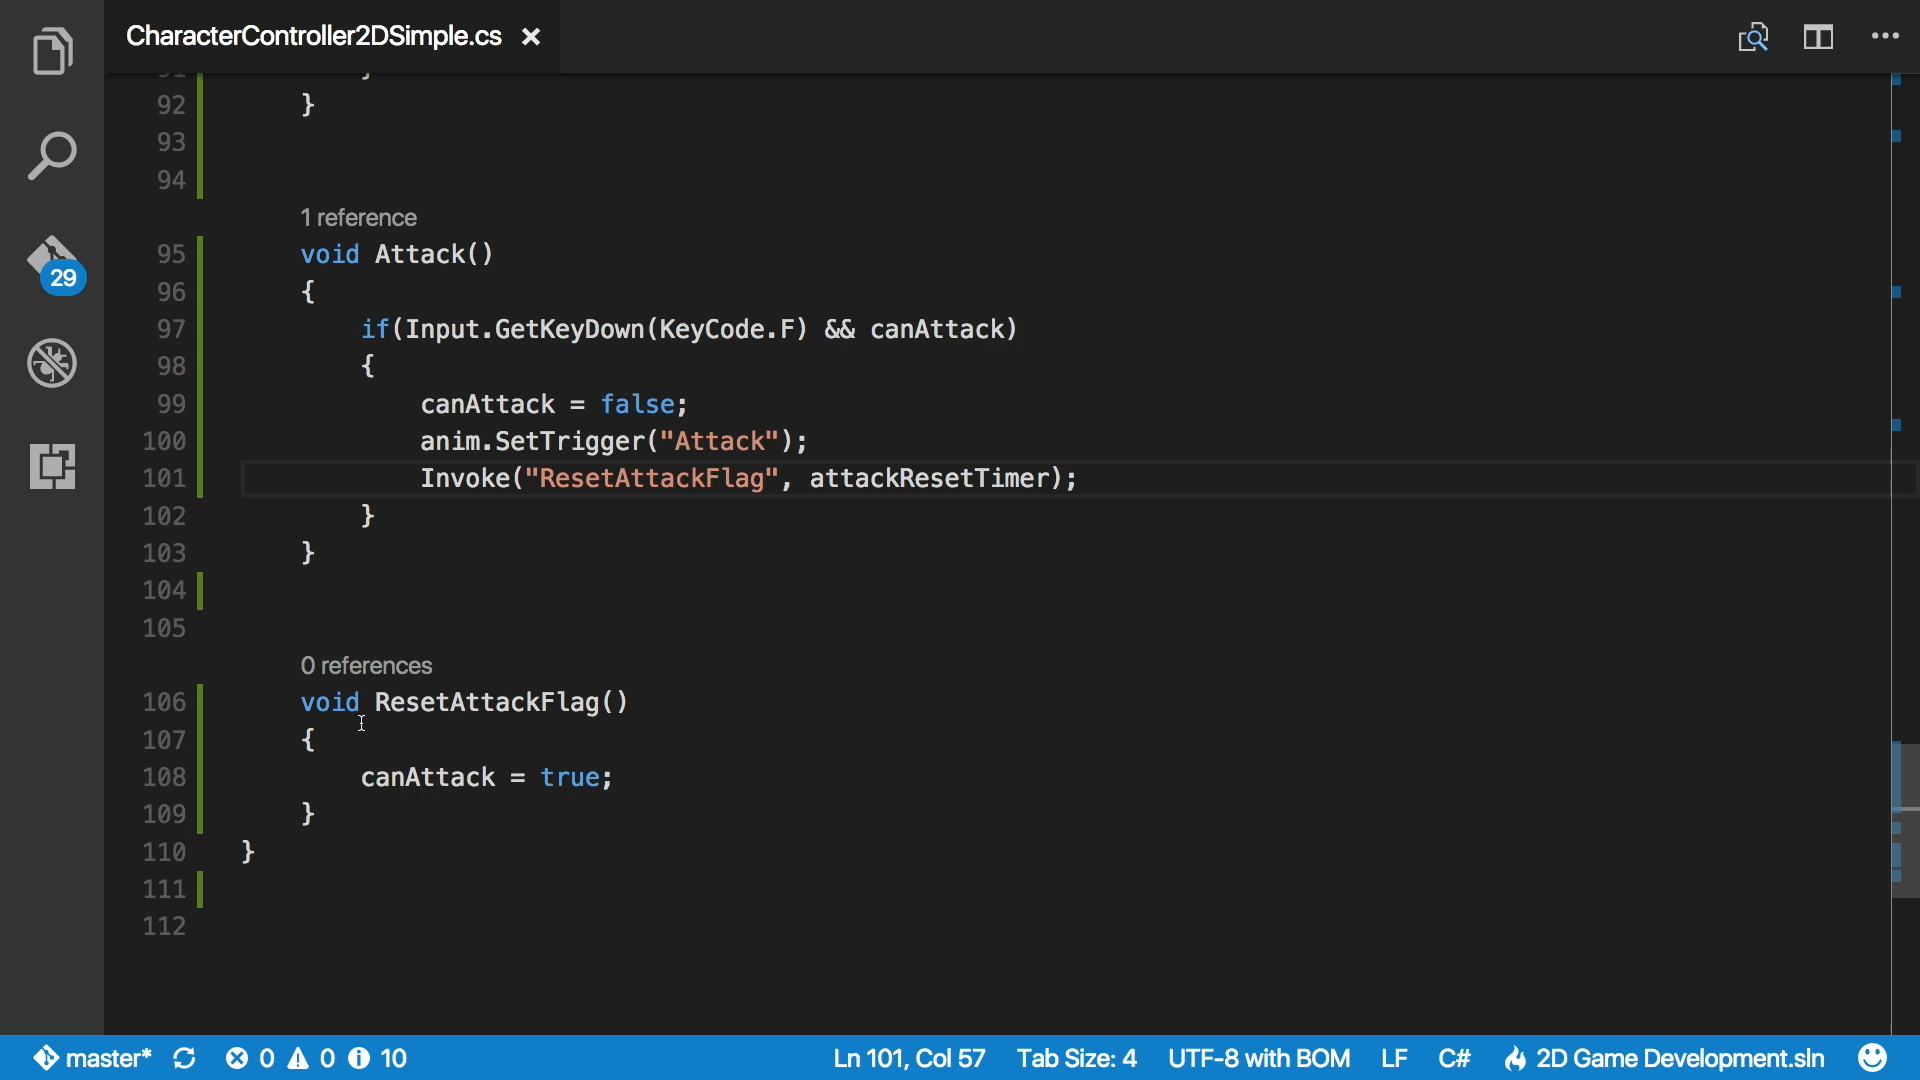 CharacterController2DSimple.cs
92 }
93
94
1 reference
95 void Attack()
96 {
97 if(Input.GetKeyDown(KeyCode.F) && canAttack)
98 {
99 canAttack = false;
100 anim.SetTrigger("Attack");
101 Invoke("ResetAttackFlag", attackResetTimer);
102 }
103 }
104
105
0 references
106 void ResetAttackFlag()
107 {
108 canAttack = true;
109 }
110 }
111
112
29
master* 0 0 10 Ln 101, Col 57 Tab Size: 4 UTF-8 with BOM LF C# 2D Game Development.sln